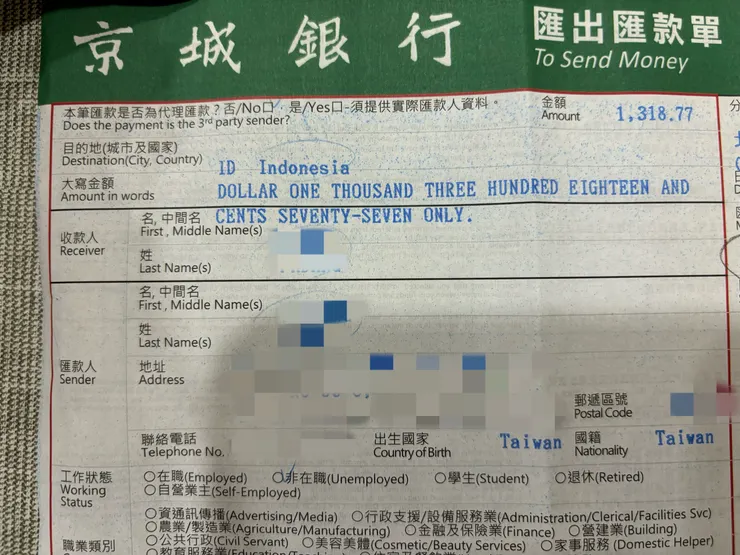 京城銀行
匯出匯款單
To Send Money
本筆匯款是否為代理匯款？否/No口，是/Yes口-須提供實際匯款人資料。
Does the payment is the 3rd party sender?
金額
Amount
1,318.77
目的地(城市及國家)
Destination(City, Country)
ID Indonesia
大寫金額
Amount in words
DOLLAR ONE THOUSAND THREE HUNDRED EIGHTEEN AND
CENTS SEVENTY-SEVEN ONLY.
收款人
Receiver
名, 中間名
First , Middle Name(s)
姓
Last Name(s)
匯款人
Sender
名, 中間名
First , Middle Name(s)
姓
Last Name(s)
地址
Address
郵遞區號
Postal Code
聯絡電話
Telephone No.
出生國家
Country of Birth
Taiwan
國籍
Nationality
Taiwan
工作狀態
Working
Status
○在職(Employed) ○非在職(Unemployed) ○學生(Student) ○退休(Retired)
○自營業主(Self-Employed)
職業類別
○資通訊傳播(Advertising/Media) ○行政支援/設備服務業(Administration/Clerical/Facilities Svc)
○農業/製造業(Agriculture/Manufacturing) ○金融及保險業(Finance) ○營建業(Building)
○公共行政(Civil Servant) ○美容美體(Cosmetic/Beauty Services) ○家事服務(Domestic Helper)